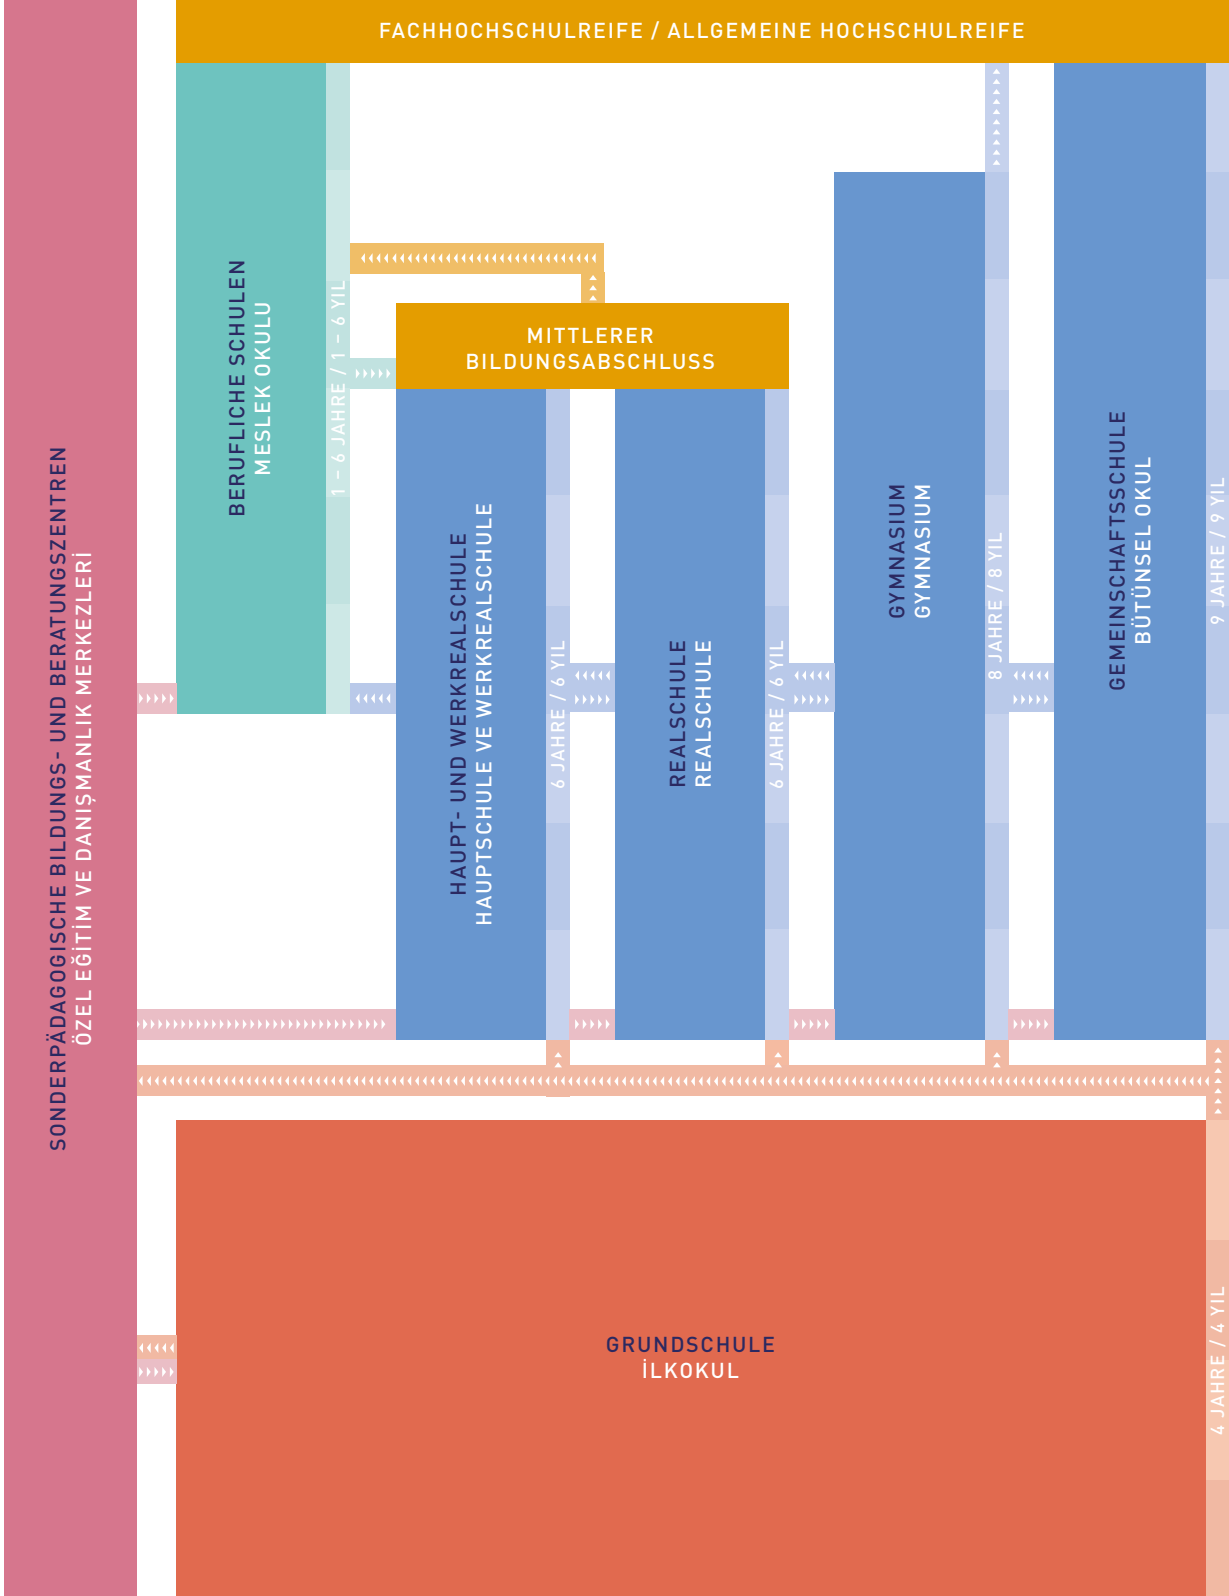 FACHHOCHSCHULREIFE / ALLGEMEINE HOCHSCHULREIFE
SONDERPÄDAGOGISCHE BILDUNGS- UND BERATUNGSZENTREN
ÖZEL EĞİTİM VE DANIŞMANLIK MERKEZLERİ
BERUFLICHE SCHULEN
MESLEK OKULU
1 – 6 JAHRE / 1 – 6 YIL
MITTLERER
BILDUNGSABSCHLUSS
HAUPT- UND WERKREALSCHULE
HAUPTSCHULE VE WERKREALSCHULE
6 JAHRE / 6 YIL
REALSCHULE
REALSCHULE
6 JAHRE / 6 YIL
GYMNASIUM
GYMNASIUM
8 JAHRE / 8 YIL
GEMEINSCHAFTSSCHULE
BÜTÜNSEL OKUL
9 JAHRE / 9 YIL
GRUNDSCHULE
İLKOKUL
4 JAHRE / 4 YIL